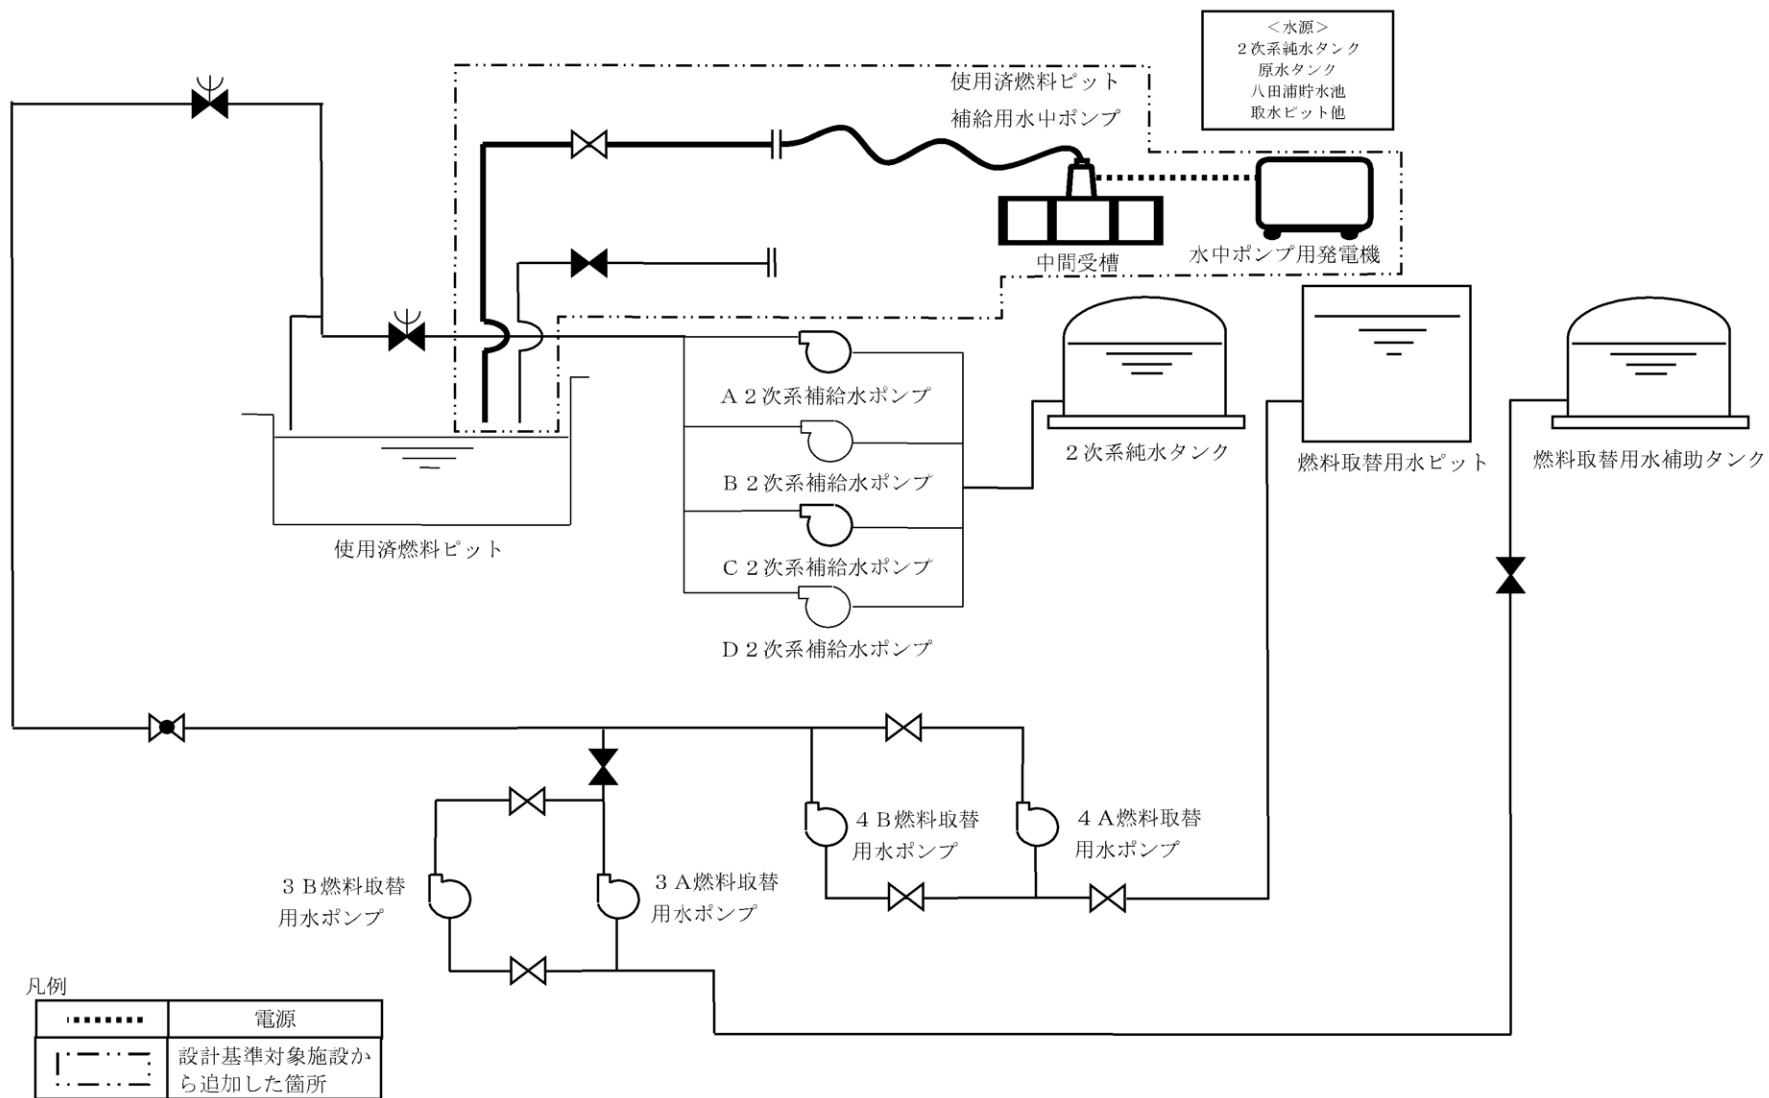 ＜水源＞
２次系純水タンク
原水タンク
八田浦貯水池
取水ピット他
使用済燃料ピット
補給用水中ポンプ
中間受槽
水中ポンプ用発電機
Ａ２次系補給水ポンプ
Ｂ２次系補給水ポンプ
Ｃ２次系補給水ポンプ
Ｄ２次系補給水ポンプ
２次系純水タンク
燃料取替用水ピット
燃料取替用水補助タンク
使用済燃料ピット
４Ｂ燃料取替
用水ポンプ
４Ａ燃料取替
用水ポンプ
３Ｂ燃料取替
用水ポンプ
３Ａ燃料取替
用水ポンプ
凡例
電源
設計基準対象施設か
ら追加した箇所